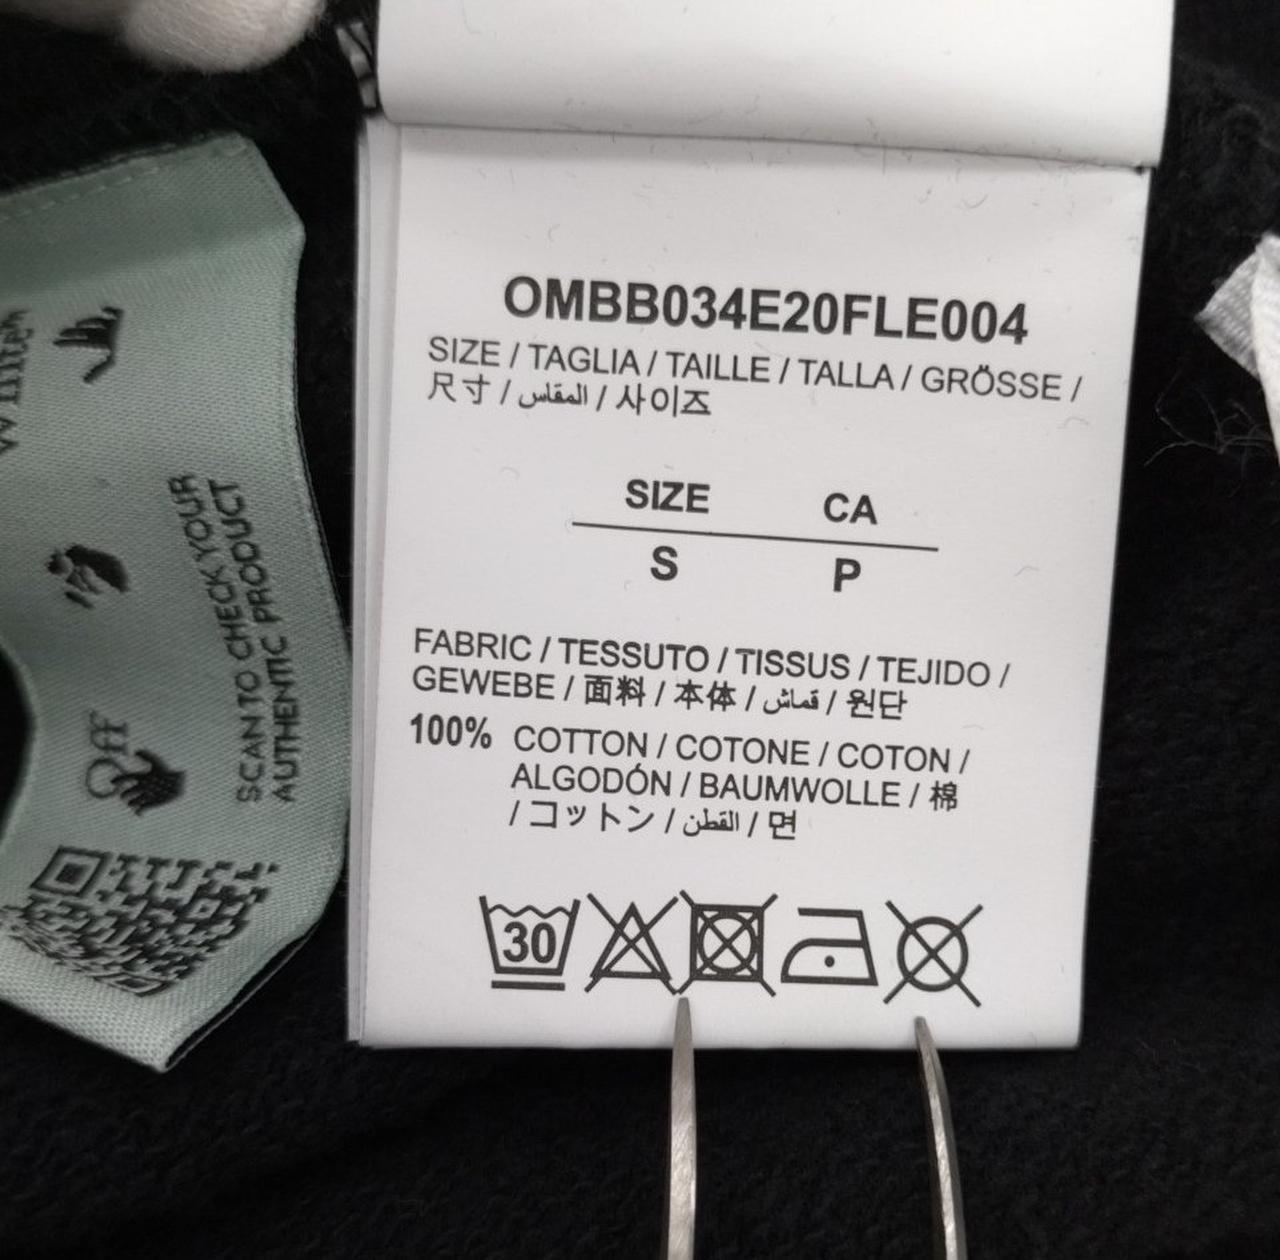 OMBB034E20FLE004
SIZE / TAGLIA / TAILLE / TALLA / GRÖSSE /
尺寸 / المقاس / 사이즈
SIZE CA
S P
FABRIC / TESSUTO / TISSUS / TEJIDO /
GEWEBE / 面料 / 本体 / قماش / 원단
100% COTTON / COTONE / COTON /
ALGODÓN / BAUMWOLLE / 棉
/ コットン / القطن / 면
30
Off
SCAN TO CHECK YOUR
AUTHENTIC PRODUCT